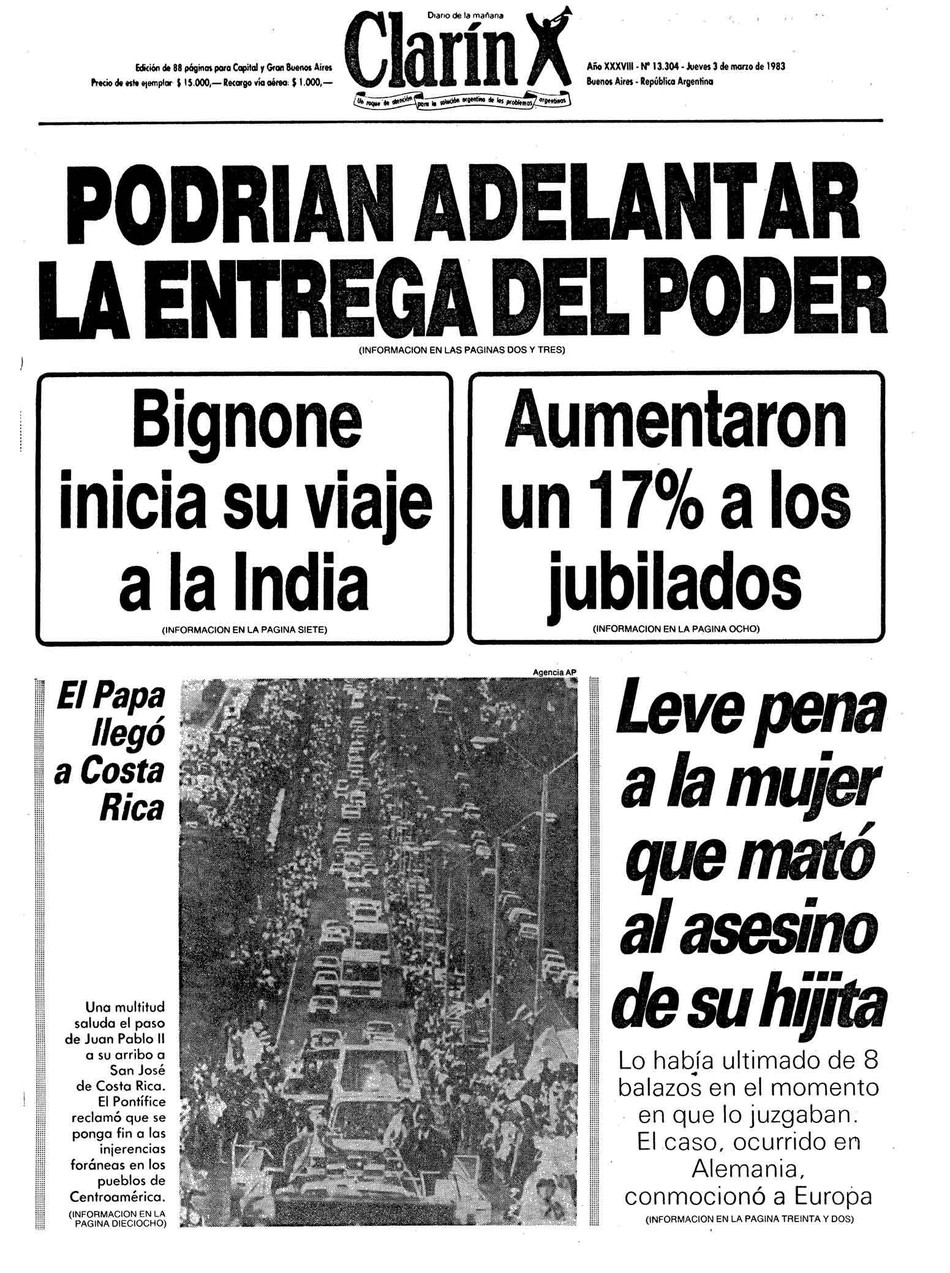 Diario de la mañana
Clarín
Un toque de atención para la solución argentina de los problemas argentinos
Edición de 88 páginas para Capital y Gran Buenos Aires
Precio de este ejemplar $ 15.000,— Recargo vía aérea: $ 1.000,—
Año XXXVIII - Nº 13.304 - Jueves 3 de marzo de 1983
Buenos Aires - República Argentina
PODRIAN ADELANTAR
LA ENTREGA DEL PODER
(INFORMACION EN LAS PAGINAS DOS Y TRES)
Bignone
inicia su viaje
a la India
(INFORMACION EN LA PAGINA SIETE)
Aumentaron
un 17% a los
jubilados
(INFORMACION EN LA PAGINA OCHO)
El Papa
llegó
a Costa
Rica
Agencia AP
Una multitud
saluda el paso
de Juan Pablo II
a su arribo a
San José
de Costa Rica.
El Pontífice
reclamó que se
ponga fin a las
injerencias
foráneas en los
pueblos de
Centroamérica.
(INFORMACION EN LA
PAGINA DIECIOCHO)
Leve pena
a la mujer
que mató
al asesino
de su hijita
Lo había ultimado de 8
balazos en el momento
en que lo juzgaban.
El caso, ocurrido en
Alemania,
conmocionó a Europa
(INFORMACION EN LA PAGINA TREINTA Y DOS)